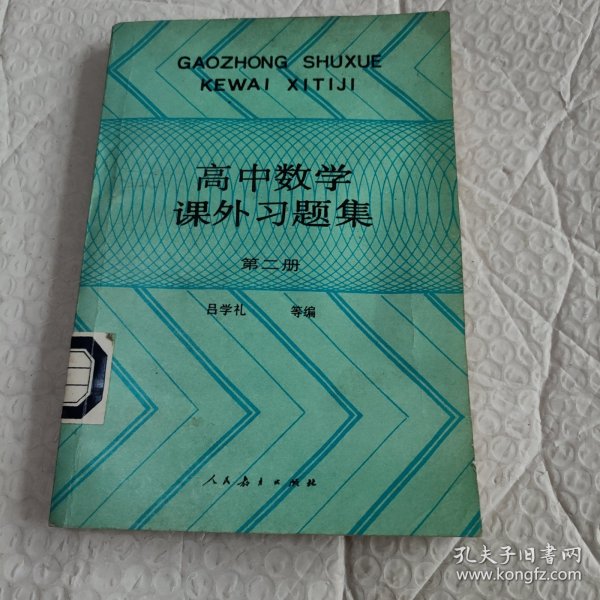 GAOZHONG SHUXUE
KEWAI XITIJI
高中数学
课外习题集
第二册
吕学礼 等编
人民教育出版社
孔夫子旧书网
www.kongfz.com